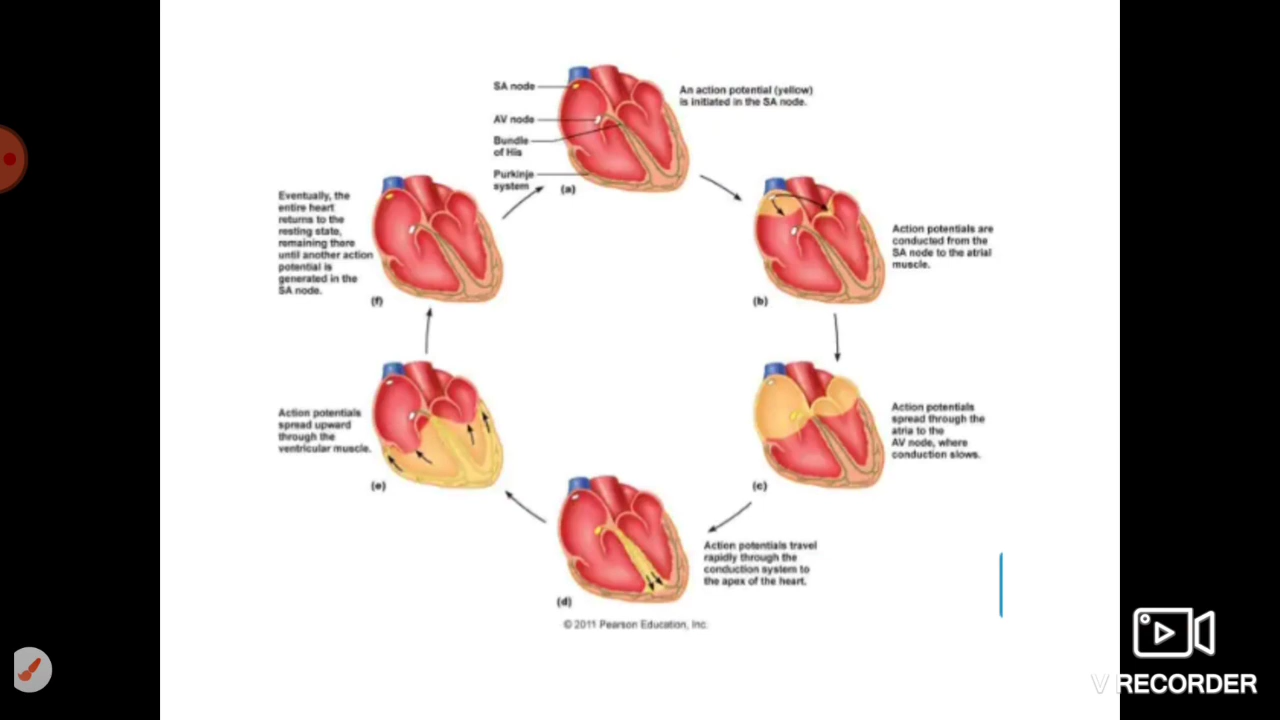 SA node
AV node
Bundle
of His
Purkinje
system
(a)
An action potential (yellow)
is initiated in the SA node.
Action potentials are
conducted from the
SA node to the atrial
muscle.
(b)
Action potentials
spread through the
atria to the
AV node, where
conduction slows.
(c)
Action potentials travel
rapidly through the
conduction system to
the apex of the heart.
(d)
Action potentials
spread upward
through the
ventricular muscle.
(e)
Eventually, the
entire heart
returns to the
resting state,
remaining there
until another action
potential is
generated in the
SA node.
(f)
© 2011 Pearson Education, Inc.
V RECORDER